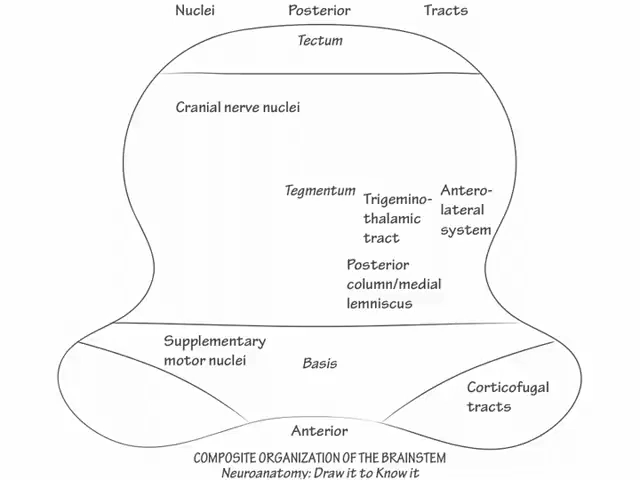 Nuclei Posterior Tracts
Tectum
Cranial nerve nuclei
Tegmentum
Trigemino-
thalamic
tract
Antero-
lateral
system
Posterior
column/medial
lemniscus
Supplementary
motor nuclei
Basis
Corticofugal
tracts
Anterior
COMPOSITE ORGANIZATION OF THE BRAINSTEM
Neuroanatomy: Draw it to Know it